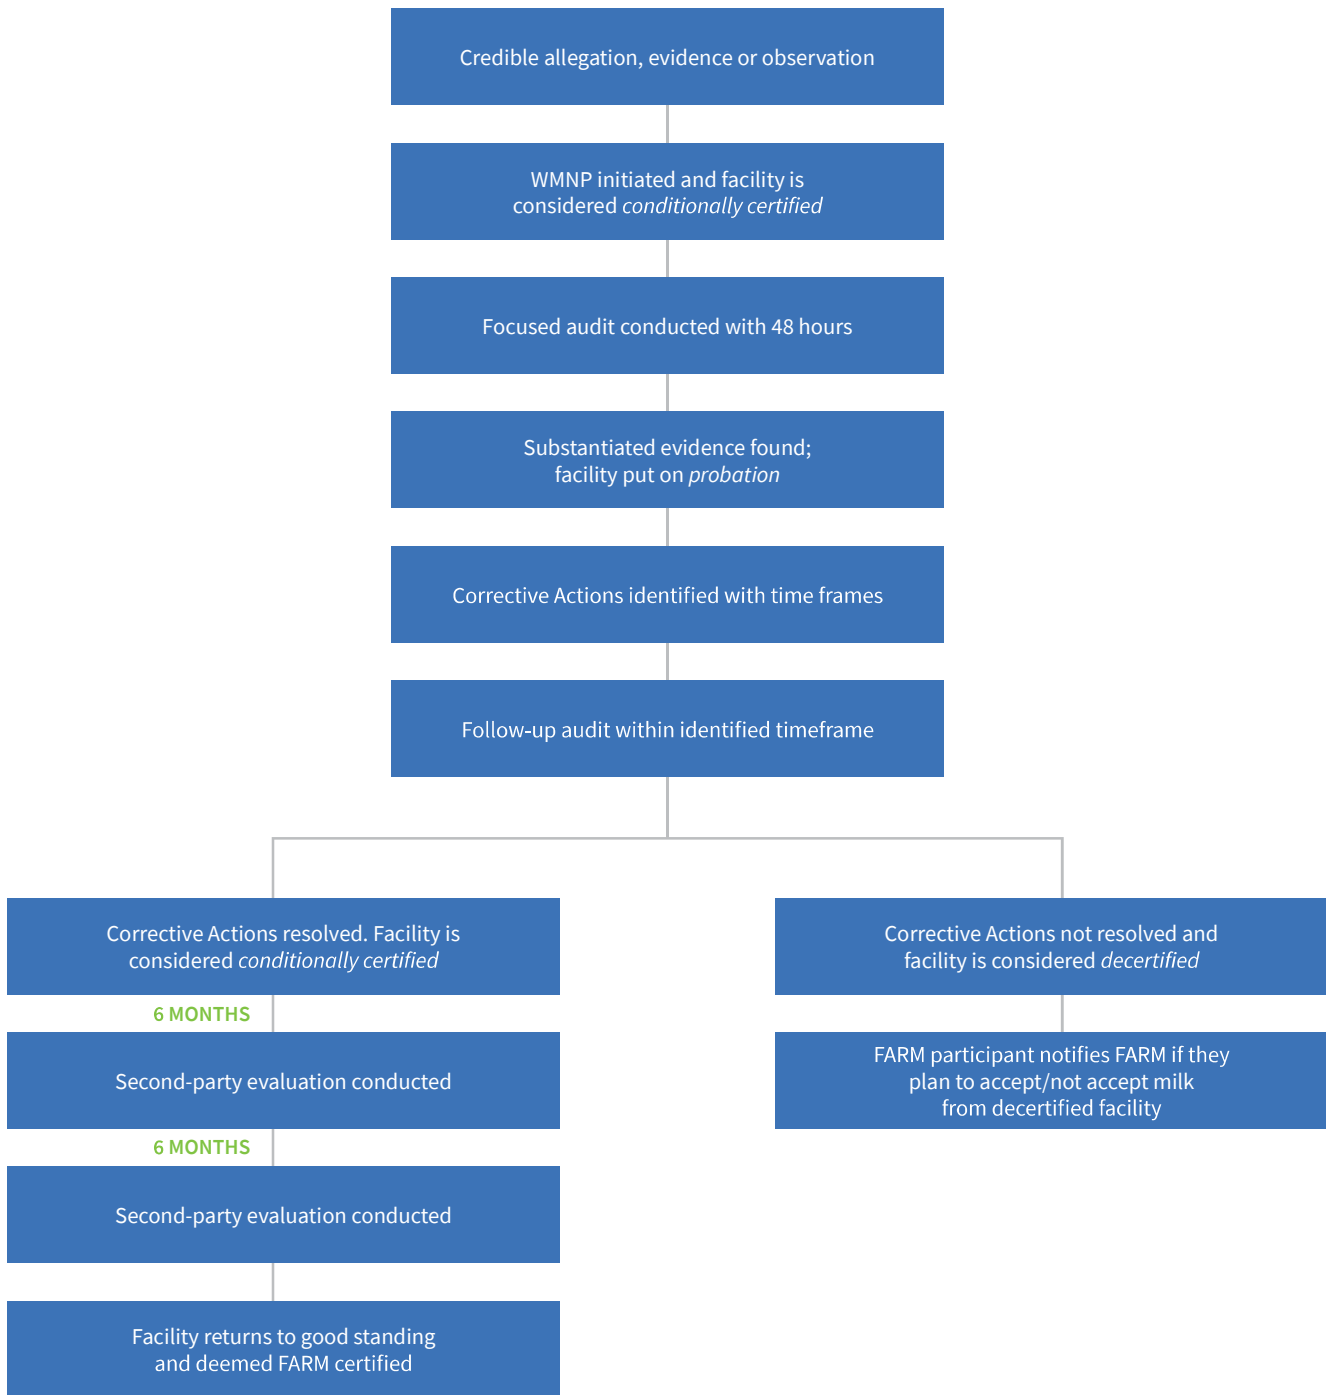 Credible allegation, evidence or observation
WMNP initiated and facility is
considered conditionally certified
Focused audit conducted with 48 hours
Substantiated evidence found;
facility put on probation
Corrective Actions identified with time frames
Follow-up audit within identified timeframe
Corrective Actions resolved. Facility is
considered conditionally certified
6 MONTHS
Second-party evaluation conducted
6 MONTHS
Second-party evaluation conducted
Facility returns to good standing
and deemed FARM certified
Corrective Actions not resolved and
facility is considered decertified
FARM participant notifies FARM if they
plan to accept/not accept milk
from decertified facility